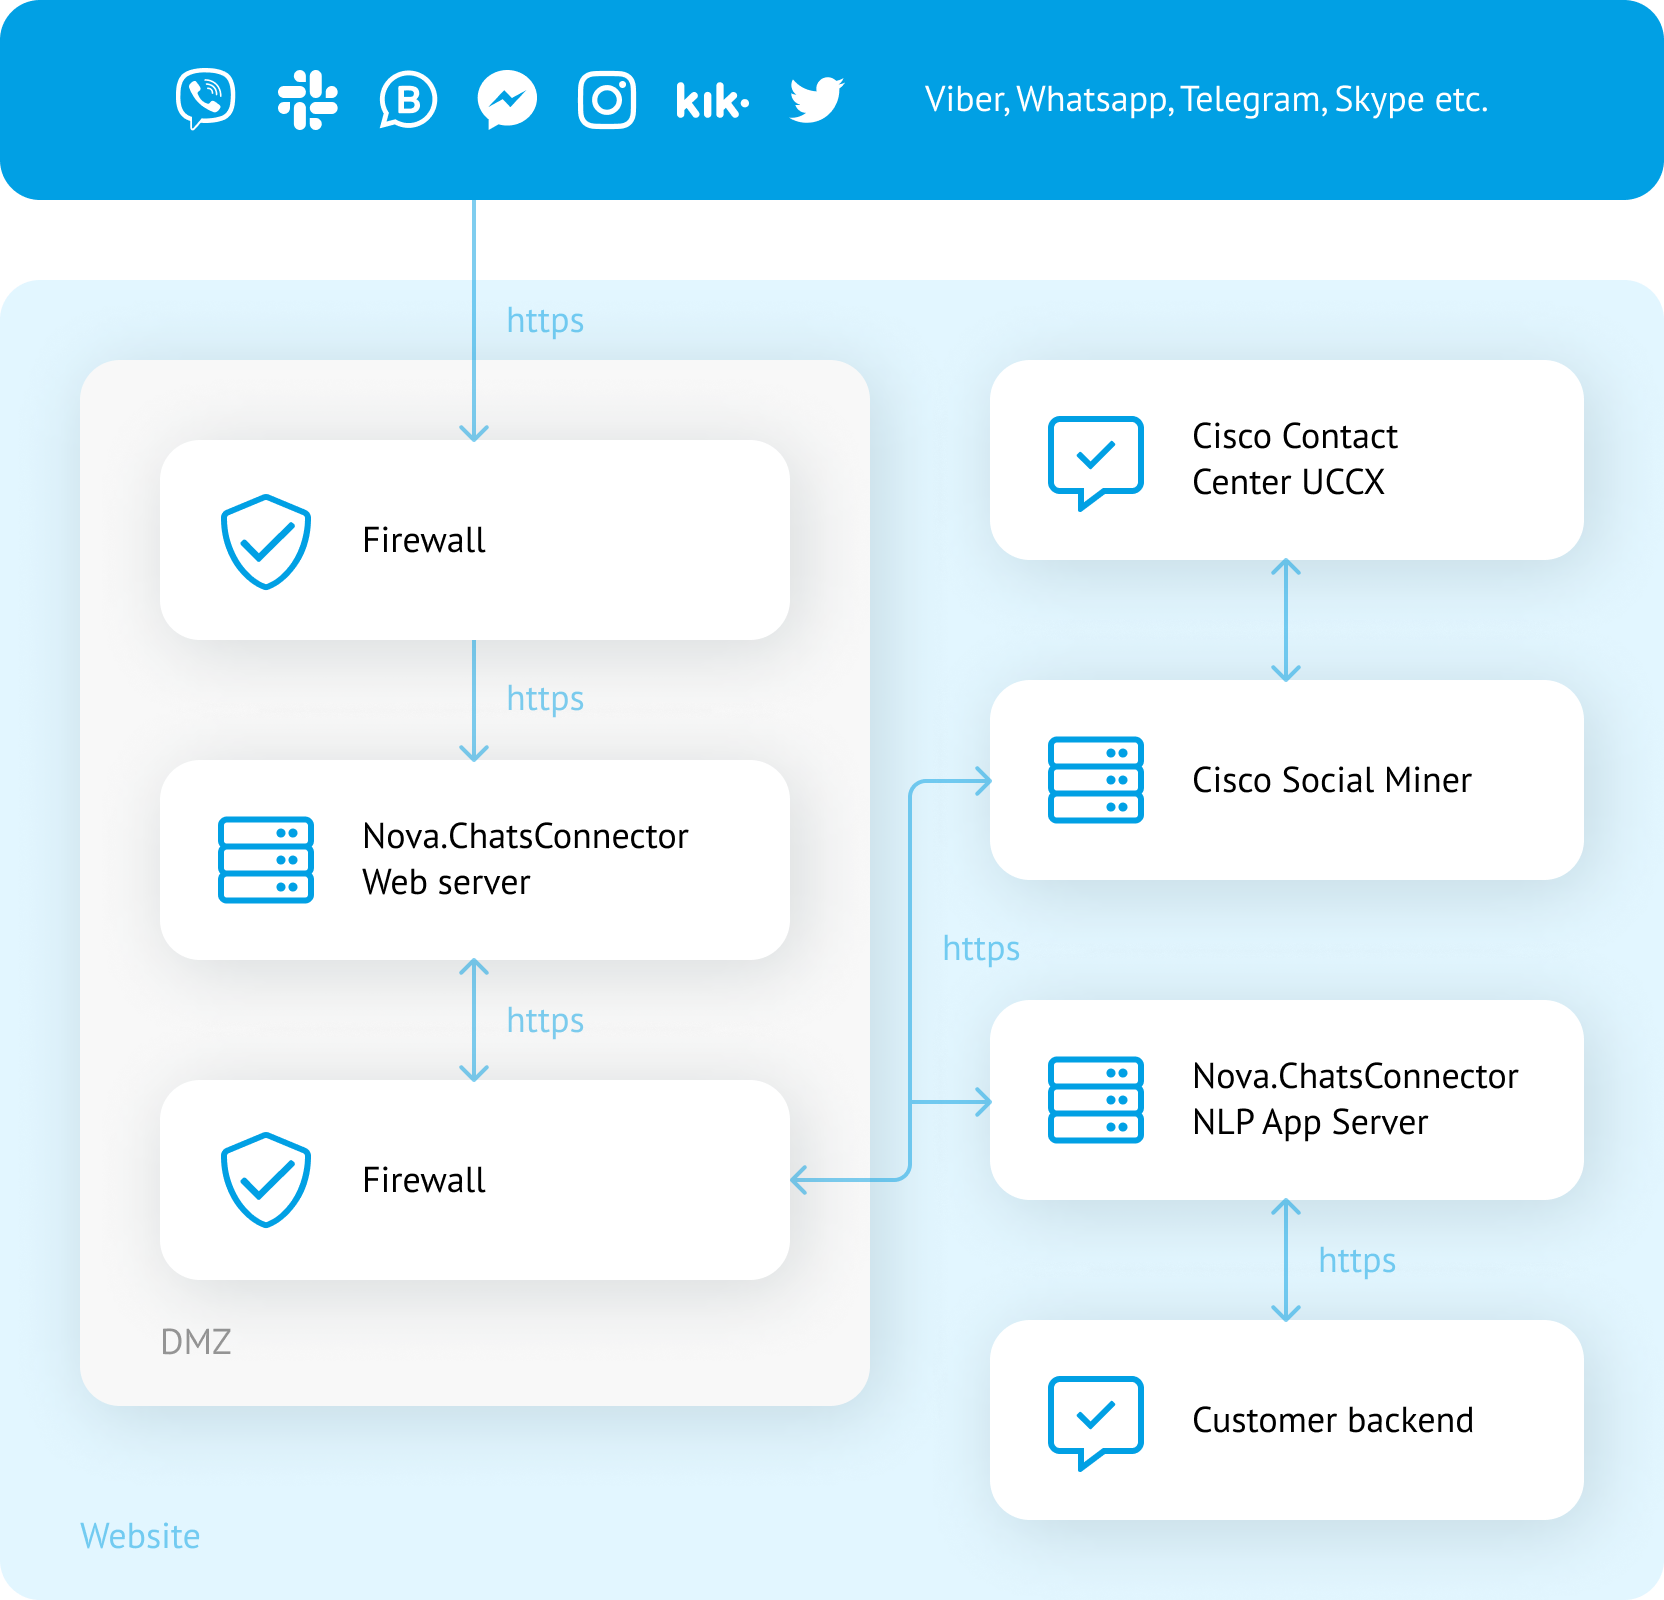 B
kik.
Viber, Whatsapp, Telegram, Skype etc.
https
Firewall
https
Nova.ChatsConnector
Web server
https
Firewall
DMZ
Website
Cisco Contact
Center UCCX
Cisco Social Miner
https
Nova.ChatsConnector
NLP App Server
https
Customer backend